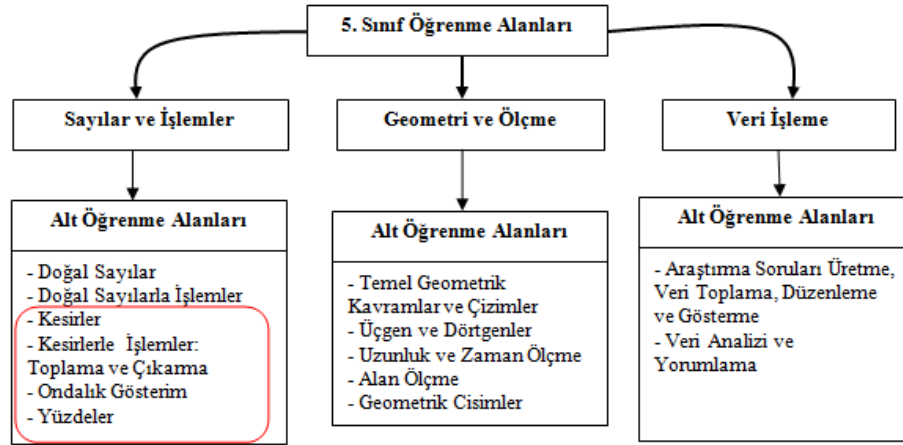 5. Sınıf Öğrenme Alanları
Sayılar ve İşlemler
Geometri ve Ölçme
Veri İşleme
Alt Öğrenme Alanları
- Doğal Sayılar
- Doğal Sayılarla İşlemler
- Kesirler
- Kesirlerle İşlemler:
Toplama ve Çıkarma
- Ondalık Gösterim
- Yüzdeler
Alt Öğrenme Alanları
- Temel Geometrik
Kavramlar ve Çizimler
- Üçgen ve Dörtgenler
- Uzunluk ve Zaman Ölçme
- Alan Ölçme
- Geometrik Cisimler
Alt Öğrenme Alanları
- Araştırma Soruları Üretme,
Veri Toplama, Düzenleme
ve Gösterme
- Veri Analizi ve
Yorumlama